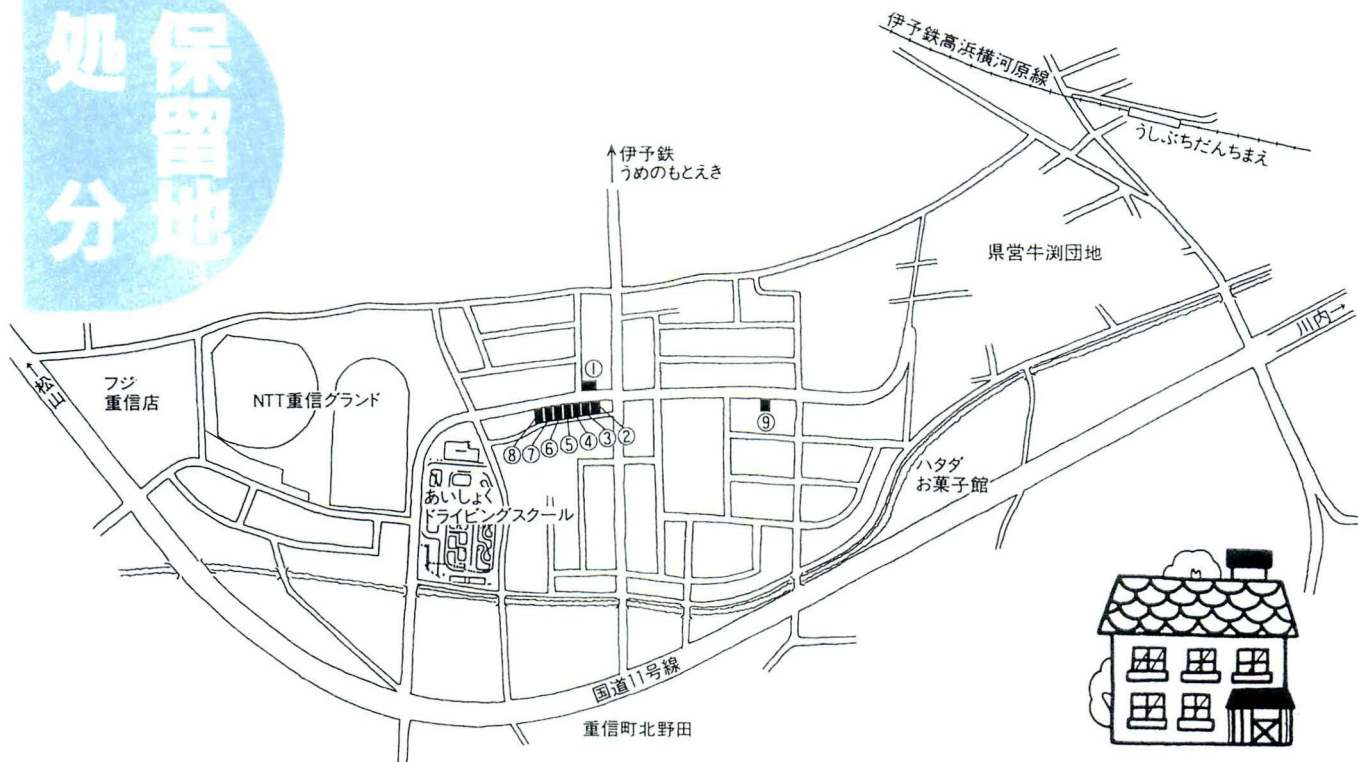 保留地
処分
伊予鉄高浜横河原線
うしぶちだんちまえ
↑伊予鉄
うめのもとえき
県営牛渕団地
川内→
←松山
フジ
重信店
NTT重信グランド
①
⑧⑦⑥⑤④③②
⑨
あいしょく
ドライビングスクール
ハタダ
お菓子館
国道11号線
重信町北野田